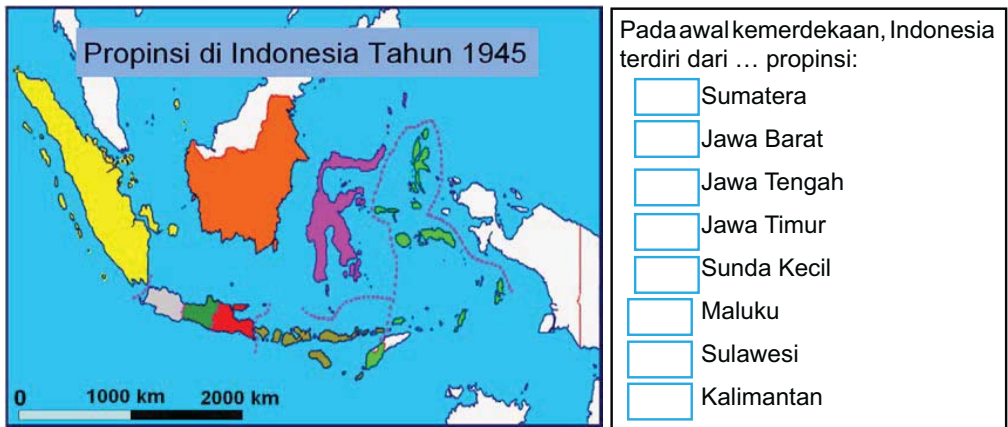 Propinsi di Indonesia Tahun 1945
0 1000 km 2000 km
Pada awal kemerdekaan, Indonesia
terdiri dari … propinsi:
Sumatera
Jawa Barat
Jawa Tengah
Jawa Timur
Sunda Kecil
Maluku
Sulawesi
Kalimantan